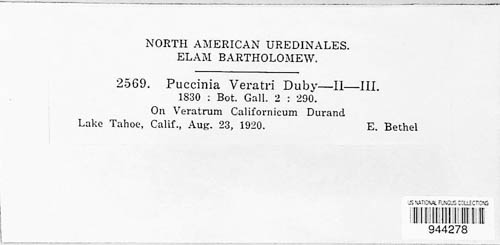 NORTH AMERICAN UREDINALES.
ELAM BARTHOLOMEW.
2569. Puccinia Veratri Duby—II—III.
1830 : Bot. Gall. 2 : 290.
On Veratrum Californicum Durand
Lake Tahoe, Calif., Aug. 23, 1920. E. Bethel
US NATIONAL FUNGUS COLLECTIONS
944278